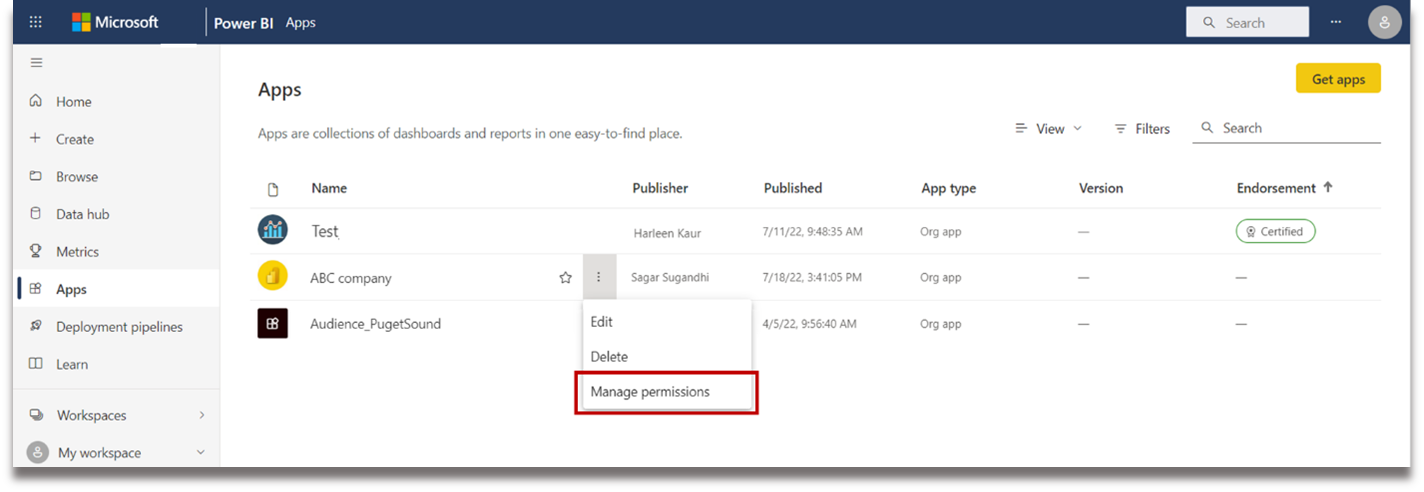 Microsoft Power BI Apps Search ...
Home
Create
Browse
Data hub
Metrics
Apps
Deployment pipelines
Learn
Workspaces
My workspace
Apps
Get apps
Apps are collections of dashboards and reports in one easy-to-find place.
View Filters Search
Name Publisher Published App type Version Endorsement
Test Harleen Kaur 7/11/22, 9:48:35 AM Org app — Certified
ABC company Sagar Sugandhi 7/18/22, 3:41:05 PM Org app — —
Audience_PugetSound 4/5/22, 9:56:40 AM Org app — —
Edit
Delete
Manage permissions